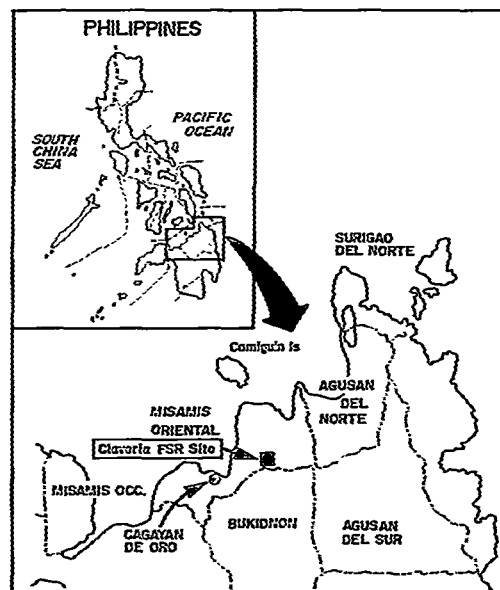 PHILIPPINES
SOUTH
CHINA
SEA
PACIFIC
OCEAN
SURIGAO
DEL NORTE
Camiguin Is
AGUSAN
DEL
NORTE
MISAMIS
ORIENTAL
Claveria FSR Site
MISAMIS OCC.
CAGAYAN
DE ORO
BUKIDNON
AGUSAN
DEL SUR